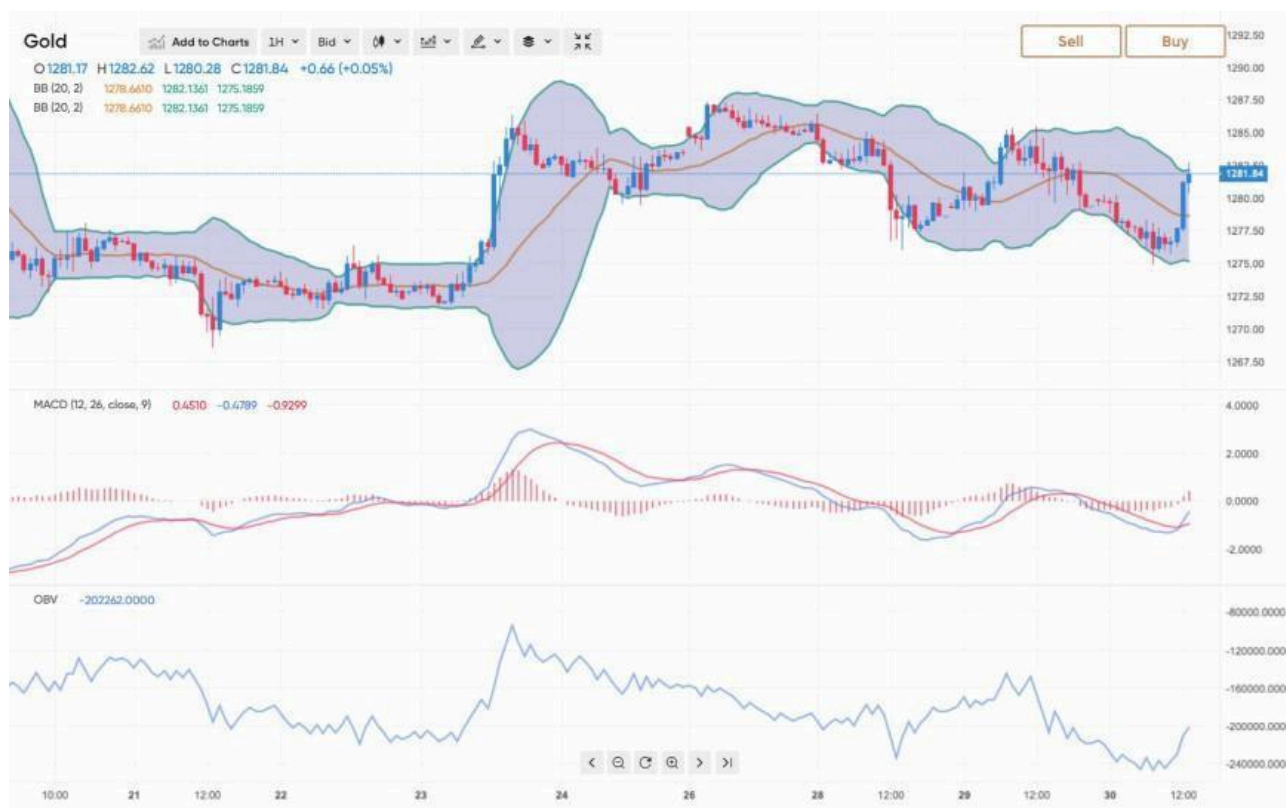 Gold Add to Charts 1H Bid Sell Buy
O1281.17 H1282.62 L1280.28 C1281.84 +0.66 (+0.05%)
BB (20, 2) 1278.6610 1282.1361 1275.1859
BB (20, 2) 1278.6610 1282.1361 1275.1859
1292.50
1290.00
1287.50
1285.00
1281.84
1280.00
1277.50
1275.00
1272.50
1270.00
1267.50
MACD (12, 26, close, 9) 0.4510 -0.4789 -0.9299
4.0000
2.0000
0.0000
-2.0000
OBV -202262.0000
-80000.0000
-120000.000
-160000.000
-200000.000
-240000.000
10:00 21 12:00 22 23 24 26 28 12:00 29 12:00 30 12:00